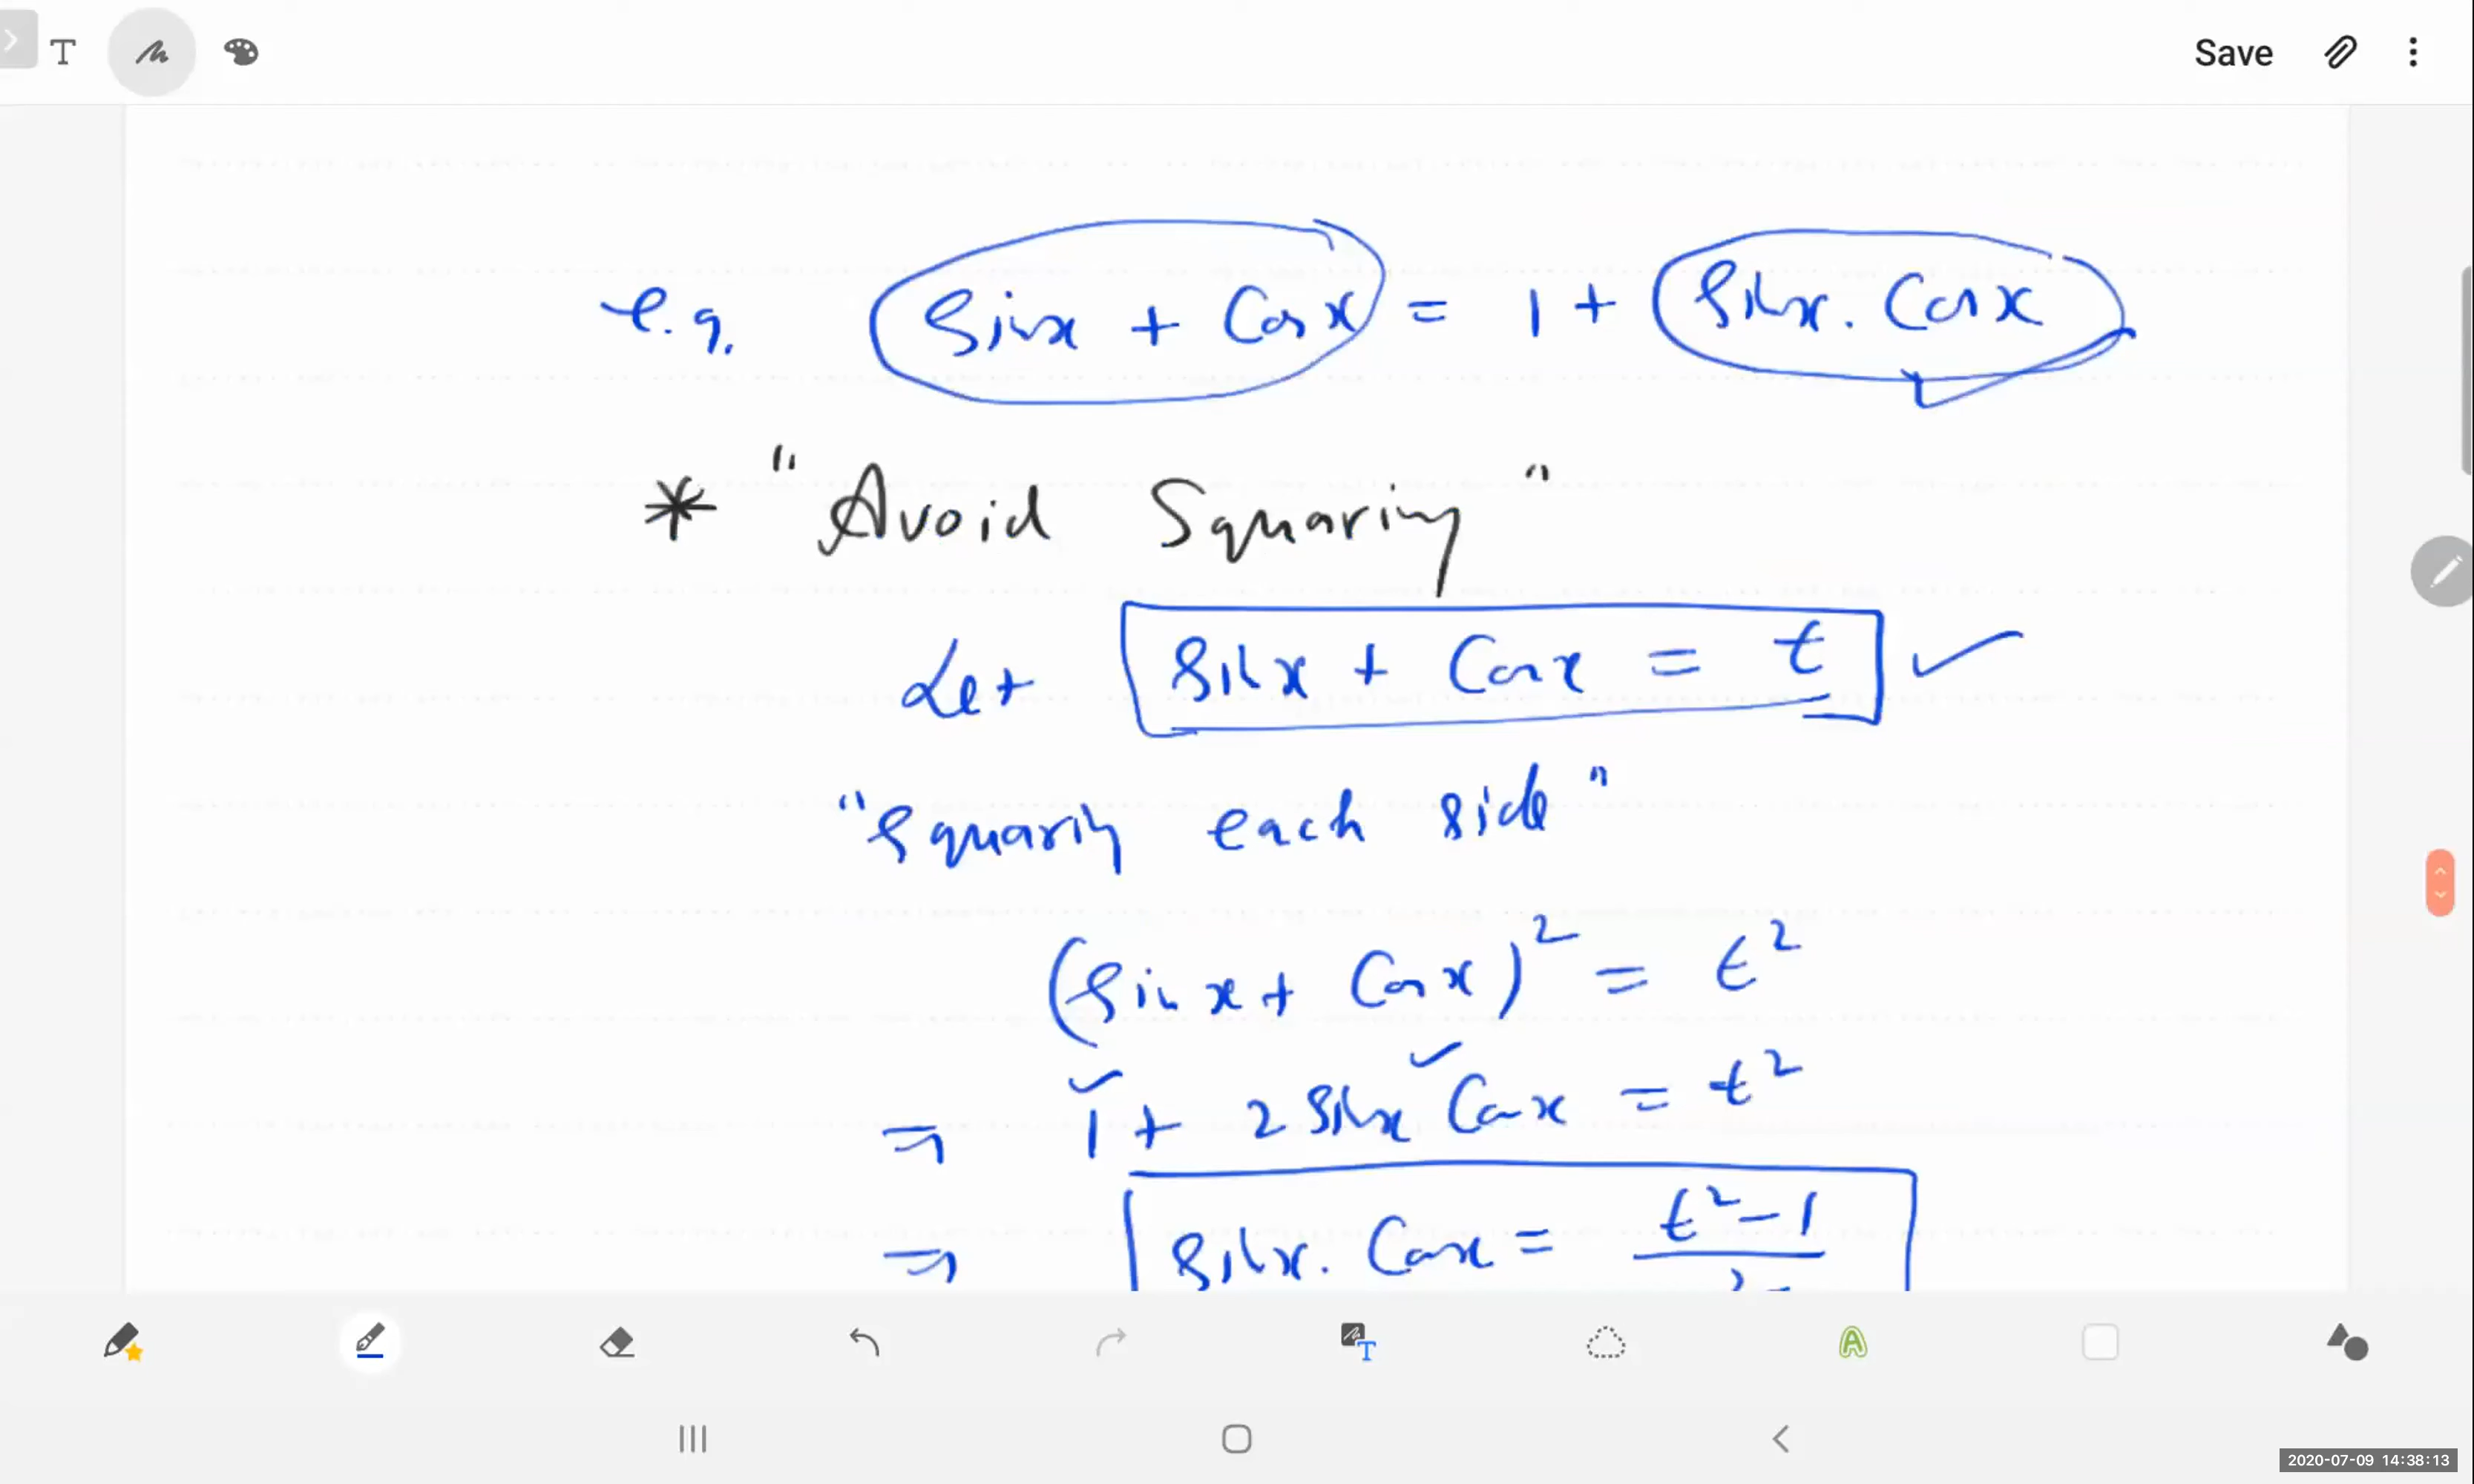 T Save
e.g. Sinx + Cosx = 1 + Sinx. Cosx
* "Avoid Squaring"
Let Sinx + Cosx = t ✓
"Squaring each side"
(Sinx + Cosx)² = t²
⇒ 1 + 2 Sinx Cosx = t²
⇒ Sinx. Cosx = (t² - 1)/2
T A
2020-07-09 14:38:13